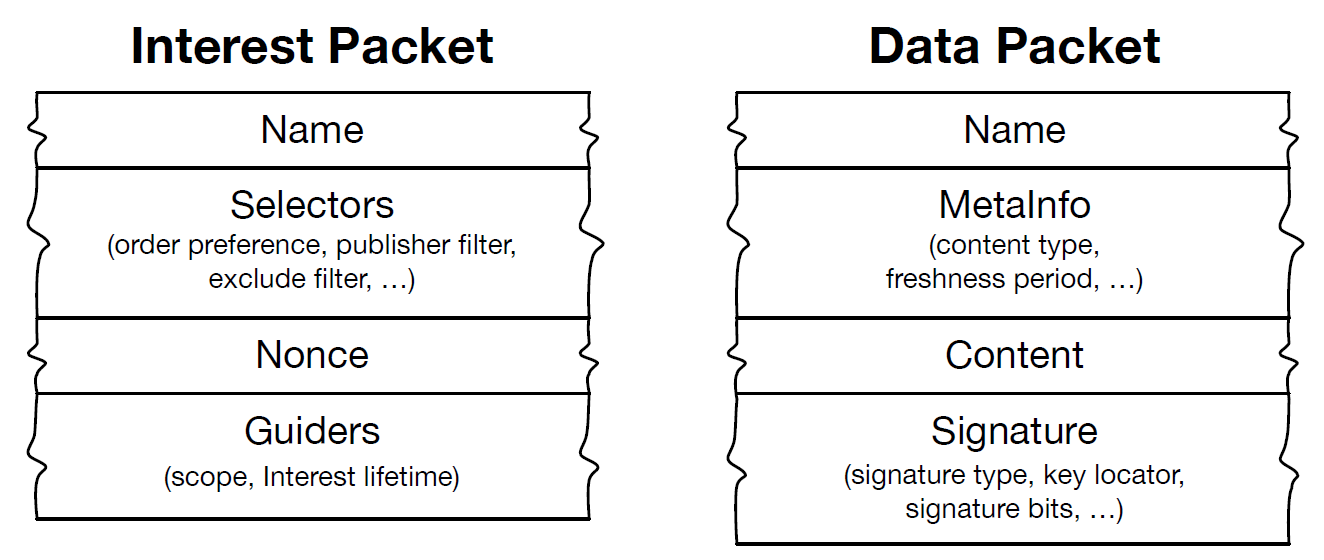 Interest Packet
Name
Selectors
(order preference, publisher filter,
exclude filter, …)
Nonce
Guiders
(scope, Interest lifetime)
Data Packet
Name
MetaInfo
(content type,
freshness period, …)
Content
Signature
(signature type, key locator,
signature bits, …)